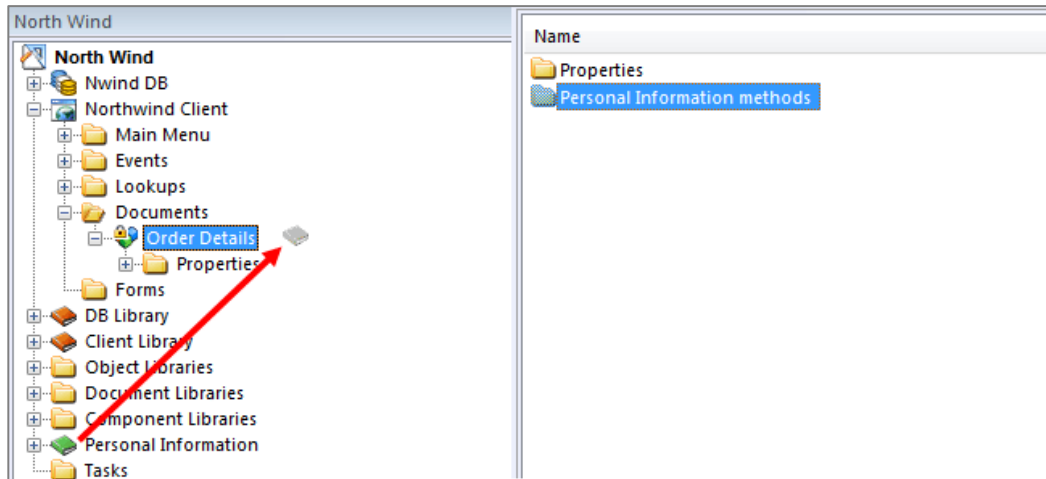 North Wind
North Wind
Nwind DB
Northwind Client
Main Menu
Events
Lookups
Documents
Order Details
Properties
Forms
DB Library
Client Library
Object Libraries
Document Libraries
Component Libraries
Personal Information
Tasks
Name
Properties
Personal Information methods